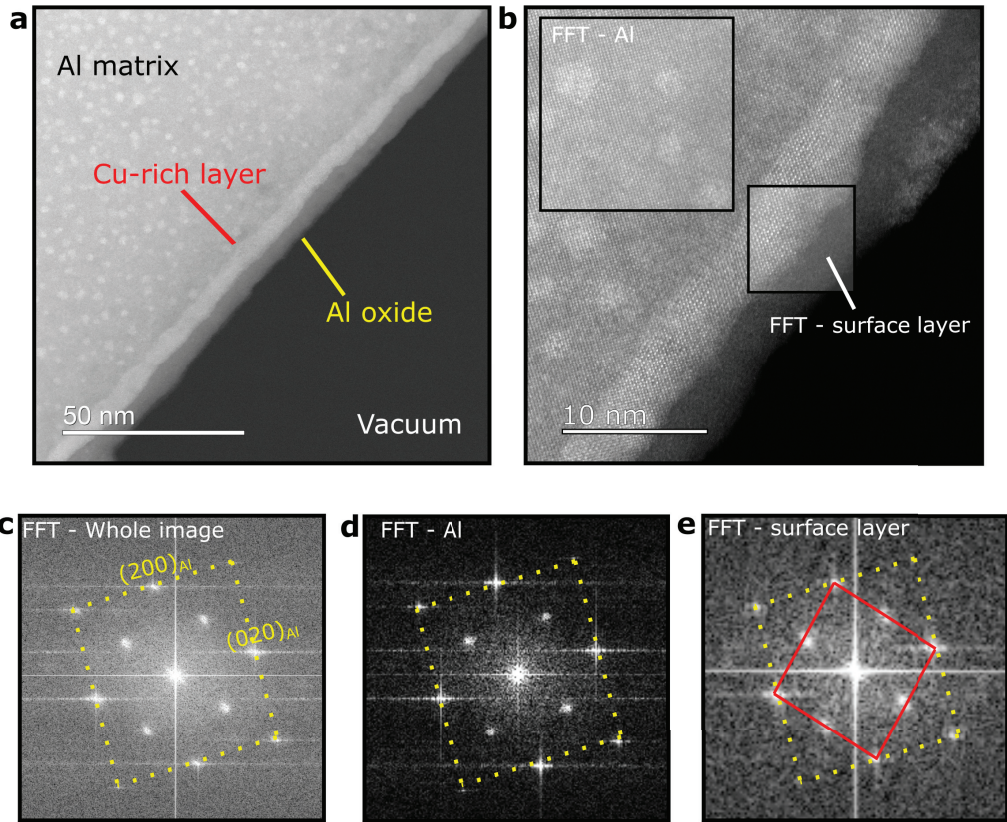 a
Al matrix
Cu-rich layer
Al oxide
50 nm
Vacuum
b
FFT - Al
FFT - surface layer
10 nm
c
FFT - Whole image
(200)Al
(020)Al
d
FFT - Al
e
FFT - surface layer